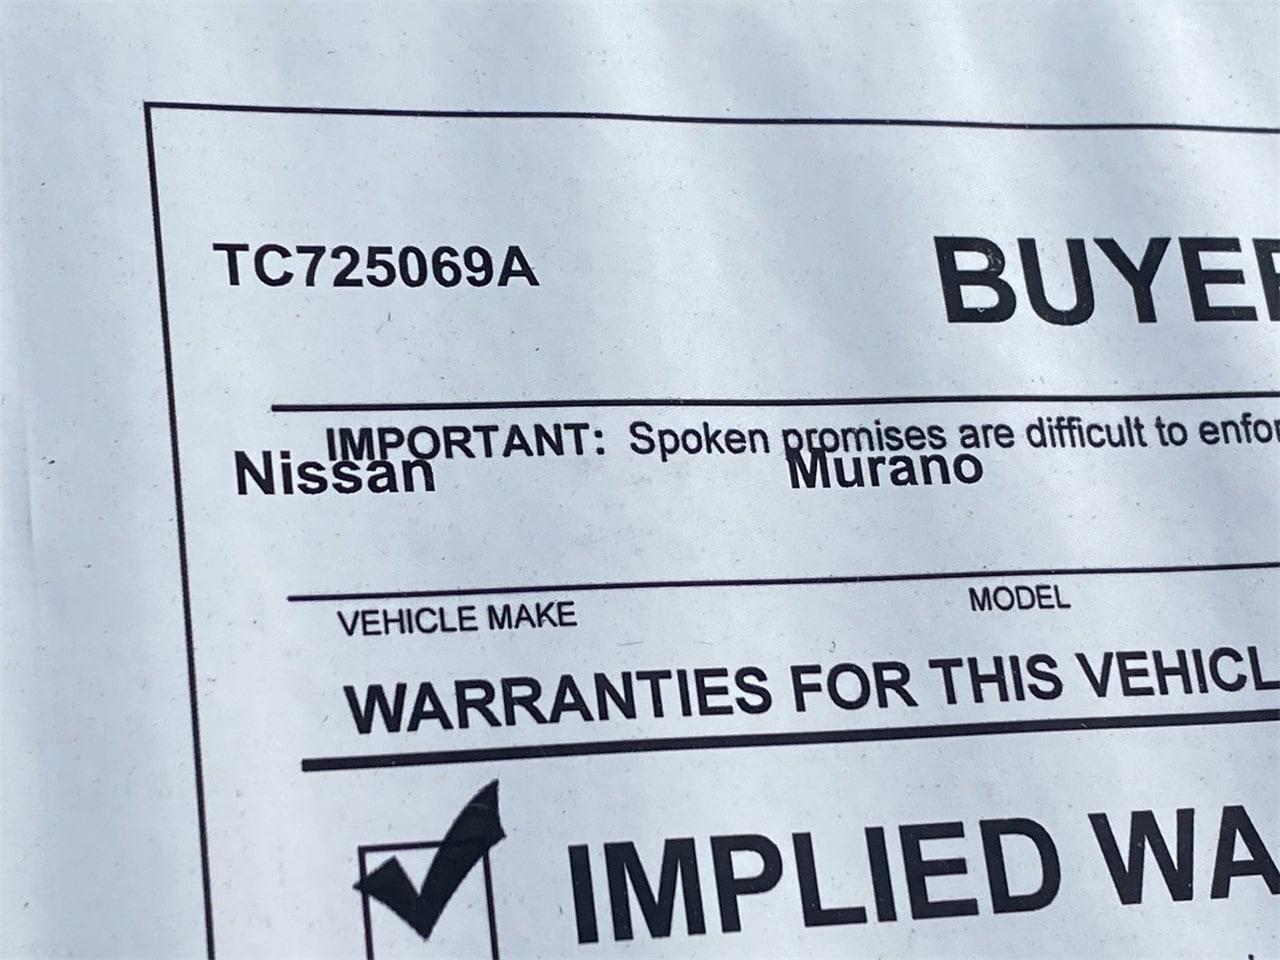 TC725069A
BUYER
IMPORTANT: Spoken promises are difficult to enfor
Nissan Murano
VEHICLE MAKE MODEL
WARRANTIES FOR THIS VEHICL
IMPLIED WA